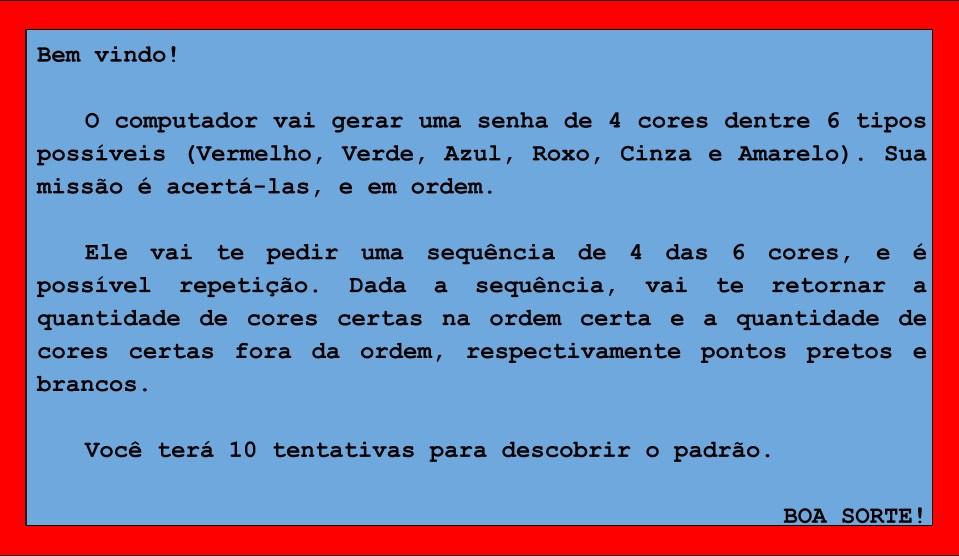 Bem vindo!
O computador vai gerar uma senha de 4 cores dentre 6 tipos
possíveis (Vermelho, Verde, Azul, Roxo, Cinza e Amarelo). Sua
missão é acertá-las, e em ordem.
Ele vai te pedir uma sequência de 4 das 6 cores, e é
possível repetição. Dada a sequência, vai te retornar a
quantidade de cores certas na ordem certa e a quantidade de
cores certas fora da ordem, respectivamente pontos pretos e
brancos.
Você terá 10 tentativas para descobrir o padrão.
BOA SORTE!